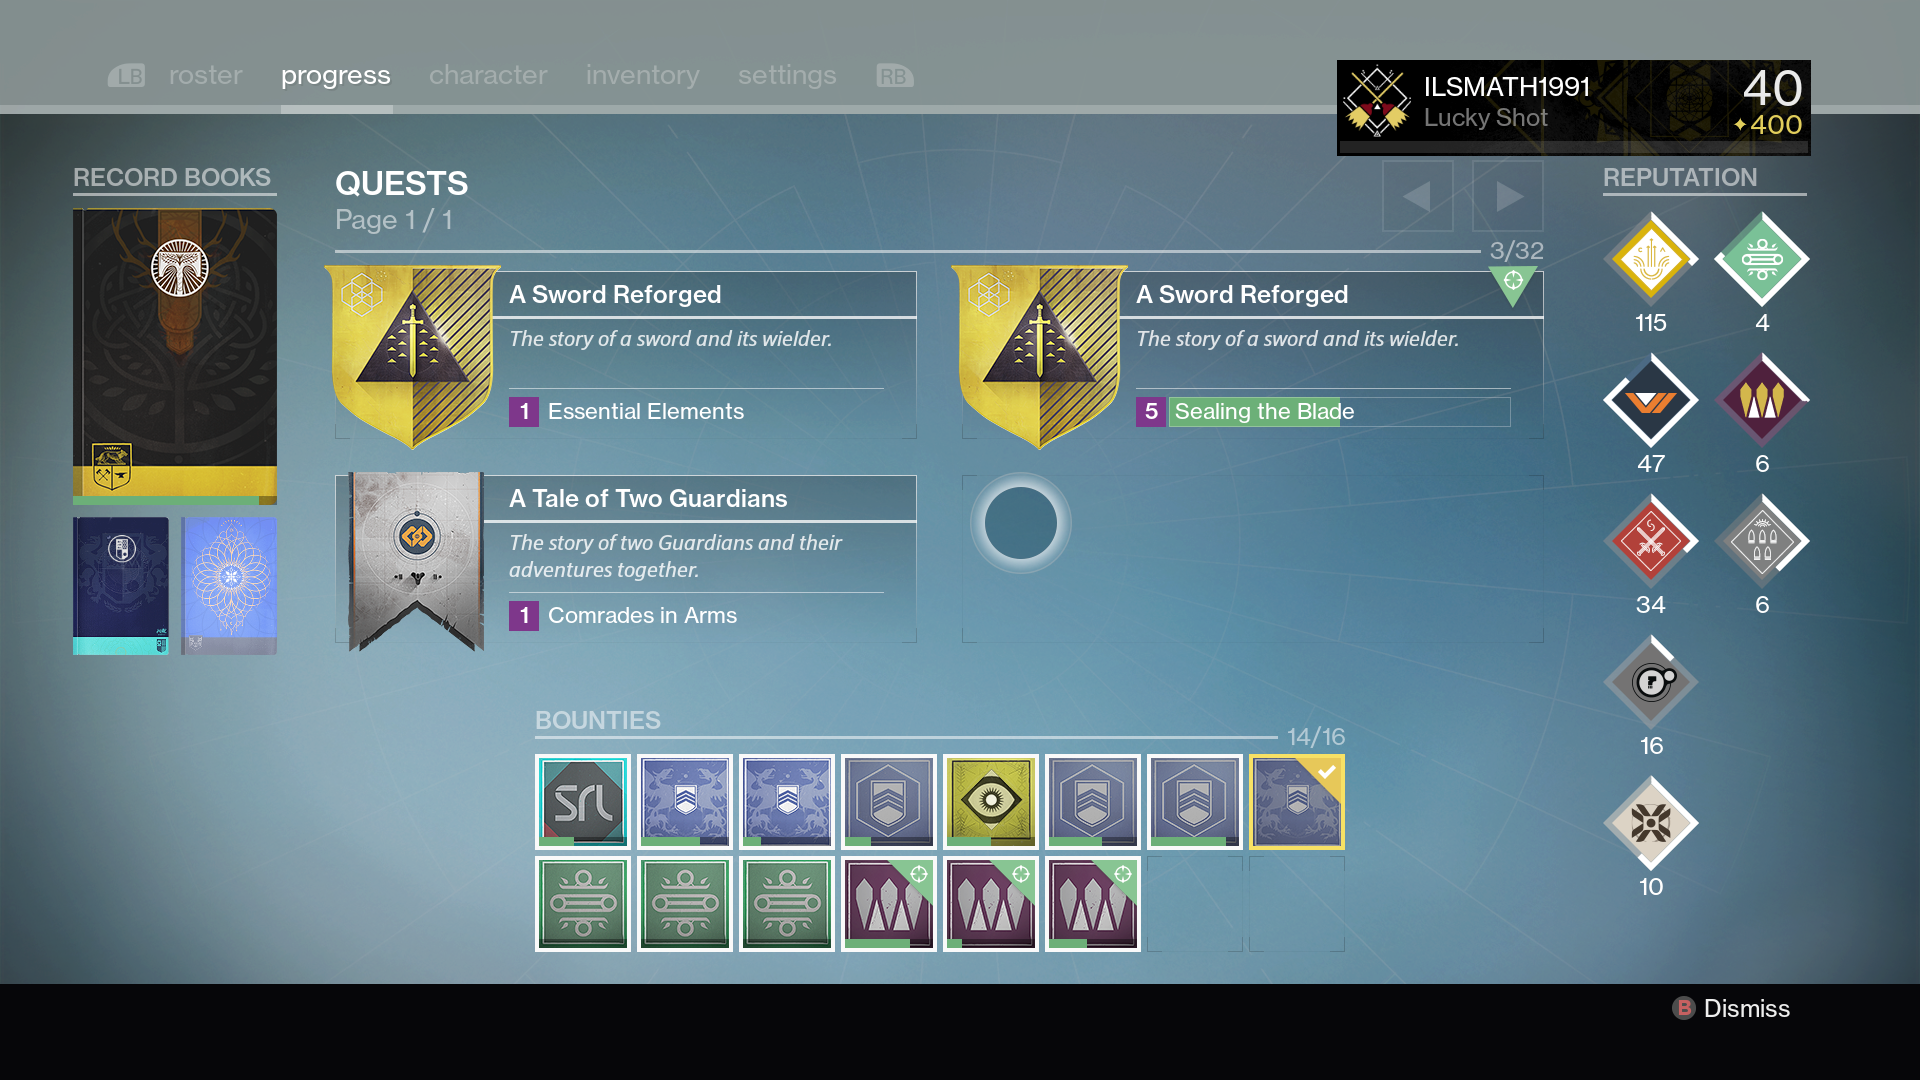 LB roster progress character inventory settings RB
ILSMATH1991
Lucky Shot
40
400
RECORD BOOKS
QUESTS
Page 1 / 1
3/32
A Sword Reforged
The story of a sword and its wielder.
1 Essential Elements
A Sword Reforged
The story of a sword and its wielder.
5 Sealing the Blade
A Tale of Two Guardians
The story of two Guardians and their
adventures together.
1 Comrades in Arms
REPUTATION
115
4
47
6
34
6
16
10
BOUNTIES
14/16
SRL
B Dismiss